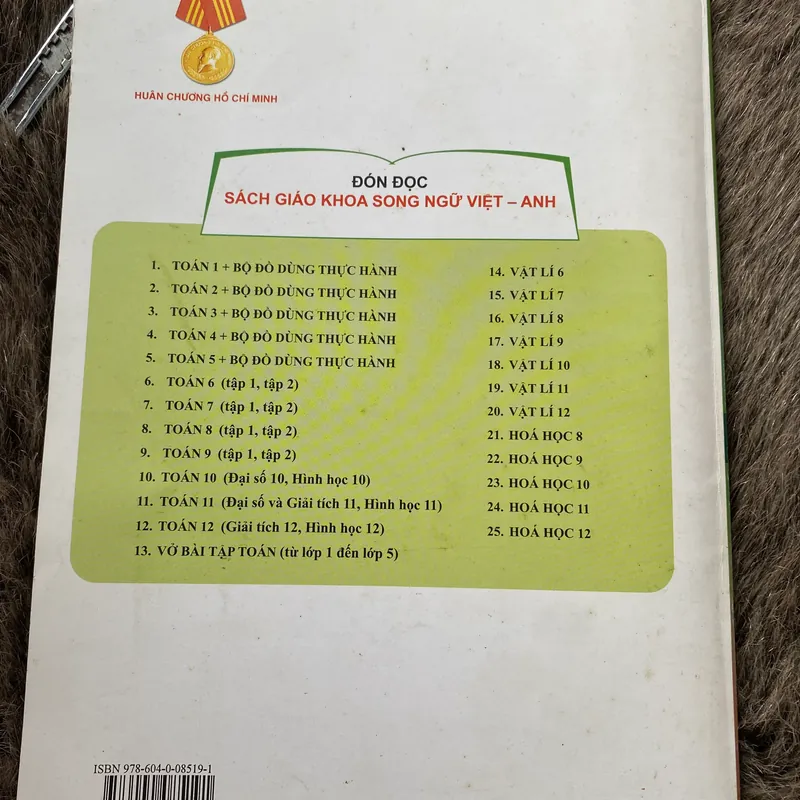 HUÂN CHƯƠNG HỒ CHÍ MINH
ĐÓN ĐỌC
SÁCH GIÁO KHOA SONG NGỮ VIỆT – ANH
1. TOÁN 1 + BỘ ĐỒ DÙNG THỰC HÀNH
2. TOÁN 2 + BỘ ĐỒ DÙNG THỰC HÀNH
3. TOÁN 3 + BỘ ĐỒ DÙNG THỰC HÀNH
4. TOÁN 4 + BỘ ĐỒ DÙNG THỰC HÀNH
5. TOÁN 5 + BỘ ĐỒ DÙNG THỰC HÀNH
6. TOÁN 6 (tập 1, tập 2)
7. TOÁN 7 (tập 1, tập 2)
8. TOÁN 8 (tập 1, tập 2)
9. TOÁN 9 (tập 1, tập 2)
10. TOÁN 10 (Đại số 10, Hình học 10)
11. TOÁN 11 (Đại số và Giải tích 11, Hình học 11)
12. TOÁN 12 (Giải tích 12, Hình học 12)
13. VỞ BÀI TẬP TOÁN (từ lớp 1 đến lớp 5)
14. VẬT LÍ 6
15. VẬT LÍ 7
16. VẬT LÍ 8
17. VẬT LÍ 9
18. VẬT LÍ 10
19. VẬT LÍ 11
20. VẬT LÍ 12
21. HOÁ HỌC 8
22. HOÁ HỌC 9
23. HOÁ HỌC 10
24. HOÁ HỌC 11
25. HOÁ HỌC 12
ISBN 978-604-0-08519-1